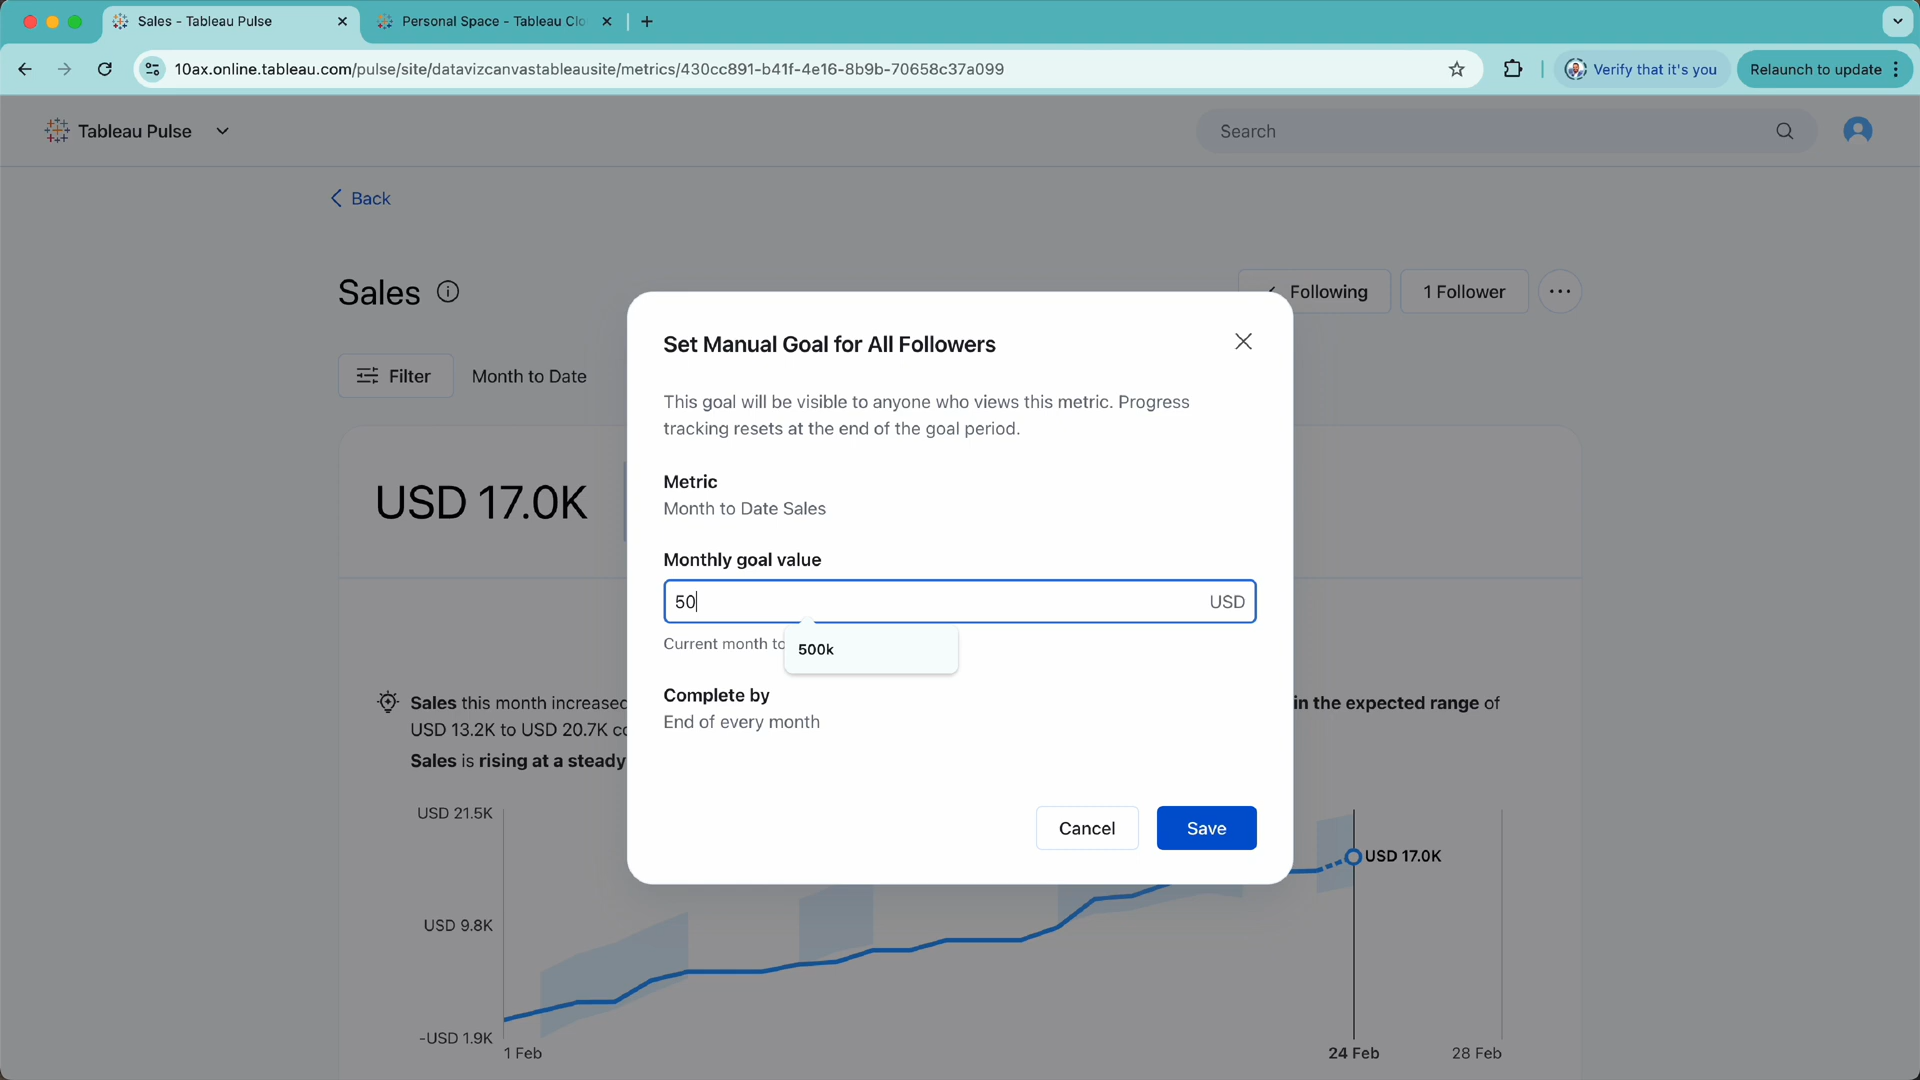 Sales - Tableau Pulse
Personal Space - Tableau Clo
10ax.online.tableau.com/pulse/site/datavizcanvastableausite/metrics/430cc891-b41f-4e16-8b9b-70658c37a099
Verify that it's you
Relaunch to update
Tableau Pulse
Search
Back
Sales
Following
1 Follower
Filter
Month to Date
USD 17.0K
Set Manual Goal for All Followers
This goal will be visible to anyone who views this metric. Progress
tracking resets at the end of the goal period.
Metric
Month to Date Sales
Monthly goal value
50
USD
Current month to
500k
Complete by
End of every month
Cancel
Save
Sales this month increased
in the expected range of
USD 13.2K to USD 20.7K co
Sales is rising at a steady
USD 21.5K
USD 9.8K
-USD 1.9K
USD 17.0K
1 Feb
24 Feb
28 Feb